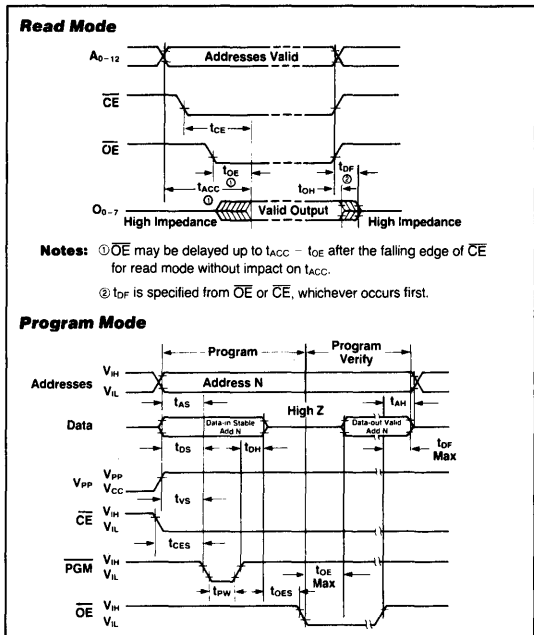 Read Mode
A0–12
Addresses Valid
CE
tCE
OE
tOE
①
tDF
②
tACC
①
tOH
O0–7
Valid Output
High Impedance
High Impedance
Notes: ① OE may be delayed up to tACC – tOE after the falling edge of CE
for read mode without impact on tACC.
② tDF is specified from OE or CE, whichever occurs first.
Program Mode
Program
Program
Verify
Addresses
VIH
VIL
Address N
tAS
High Z
tAH
Data
Data-in Stable
Add N
Data-out Valid
Add N
tDS
tDH
tDF
Max
VPP
VPP
VCC
tVS
CE
VIH
VIL
tCES
PGM
VIH
VIL
tOE
Max
tPW
tOES
OE
VIH
VIL